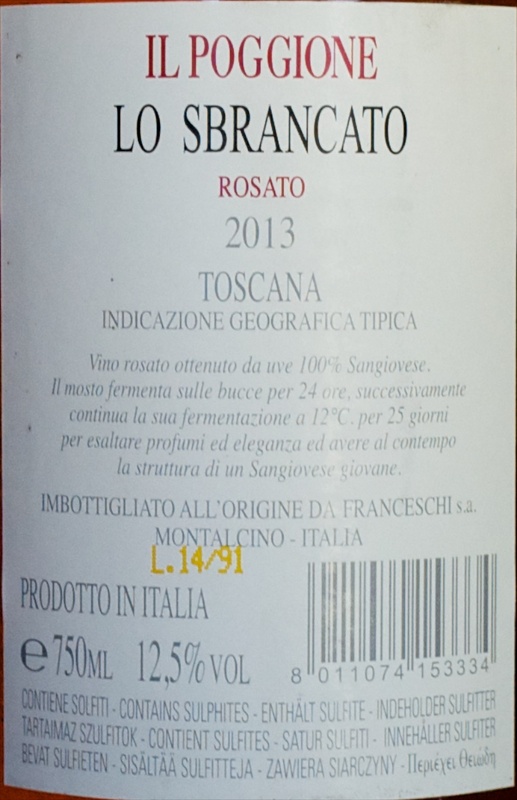 IL POGGIONE
LO SBRANCATO
ROSATO
2013
TOSCANA
INDICAZIONE GEOGRAFICA TIPICA
Vino rosato ottenuto da uve 100% Sangiovese.
Il mosto fermenta sulle bucce per 24 ore, successivamente
continua la sua fermentazione a 12°C. per 25 giorni
per esaltare profumi ed eleganza ed avere al contempo
la struttura di un Sangiovese giovane.
IMBOTTIGLIATO ALL'ORIGINE DA FRANCESCHI s.a.
MONTALCINO - ITALIA
L.14/91
PRODOTTO IN ITALIA
e 750ML 12,5% VOL
8 011074 153334
CONTIENE SOLFITI - CONTAINS SULPHITES - ENTHÄLT SULFITE - INDEHOLDER SULFITTER
TARTAIMAZ SZULFITOK - CONTIENT SULFITES - SATUR SULFITI - INNEHÅLLER SULFITER
BEVAT SULFIETEN - SISÄLTÄÄ SULFITTEJA - ZAWIERA SIARCZYNY - Περιέχει Θειώδη